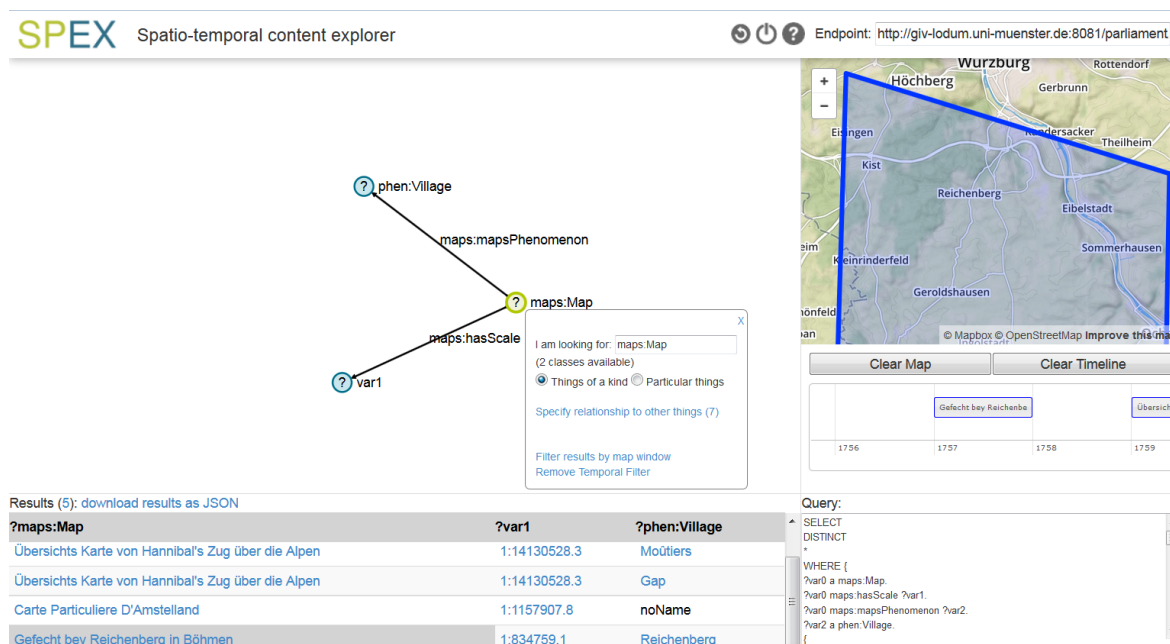 SPEX Spatio-temporal content explorer
Endpoint: http://giv-lodum.uni-muenster.de:8081/parliament
phen:Village
maps:mapsPhenomenon
maps:Map
maps:hasScale
var1
X
I am looking for: maps:Map
(2 classes available)
Things of a kind Particular things
Specify relationship to other things (7)
Filter results by map window
Remove Temporal Filter
+
−
Würzburg
Rottendorf
Höchberg
Gerbrunn
Eisingen
Randersacker
Theilheim
Kist
Reichenberg
Eibelstadt
Sommerhausen
Kleinrinderfeld
Geroldshausen
© Mapbox © OpenStreetMap Improve this ma
Clear Map Clear Timeline
Gefecht bey Reichenbe
Übersich
1756 1757 1758 1759
Results (5): download results as JSON
?maps:Map ?var1 ?phen:Village
Übersichts Karte von Hannibal's Zug über die Alpen 1:14130528.3 Moûtiers
Übersichts Karte von Hannibal's Zug über die Alpen 1:14130528.3 Gap
Carte Particuliere D'Amstelland 1:1157907.8 noName
Gefecht bey Reichenberg in Böhmen 1:834759.1 Reichenberg
Query:
SELECT
DISTINCT
*
WHERE {
?var0 a maps:Map.
?var0 maps:hasScale ?var1.
?var0 maps:mapsPhenomenon ?var2.
?var2 a phen:Village.
{